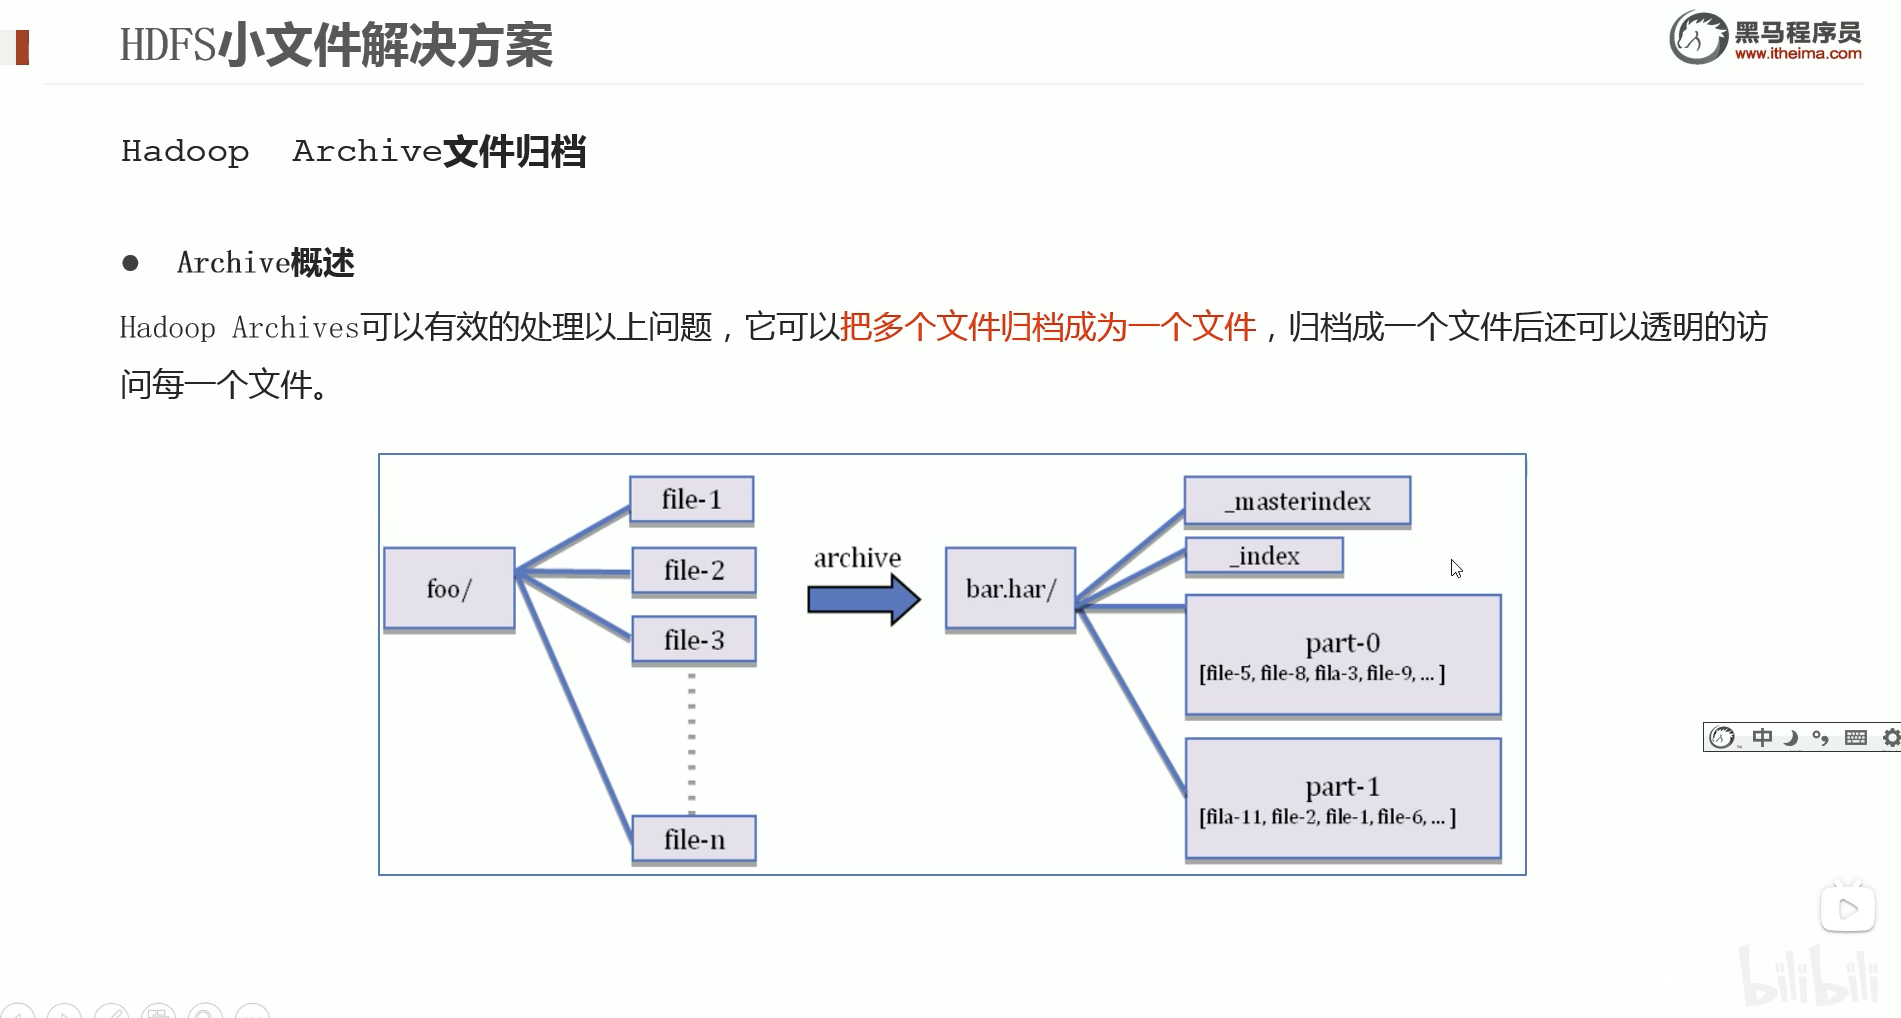 HDFS小文件解决方案
黑马程序员
www.itheima.com
Hadoop Archive文件归档
● Archive概述
Hadoop Archives可以有效的处理以上问题，它可以把多个文件归档成为一个文件，归档成一个文件后还可以透明的访
问每一个文件。
foo/
file-1
file-2
file-3
file-n
archive
bar.har/
_masterindex
_index
part-0
[file-5, file-8, fila-3, file-9, ... ]
part-1
[fila-11, file-2, file-1, file-6, ... ]
中
bilibili